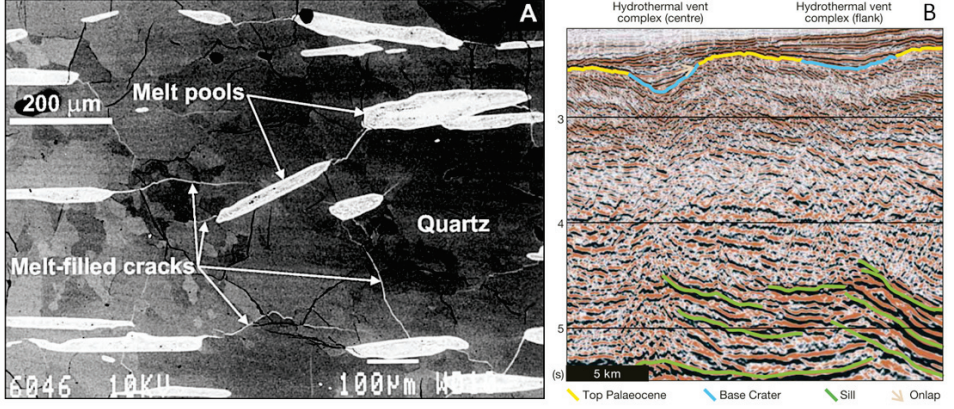 A
200 μm
Melt pools
Quartz
Melt-filled cracks
6046 10KV 100μm
Hydrothermal vent
complex (centre)
Hydrothermal vent
complex (flank)
B
3
4
5
(s)
5 km
Top Palaeocene
Base Crater
Sill
Onlap